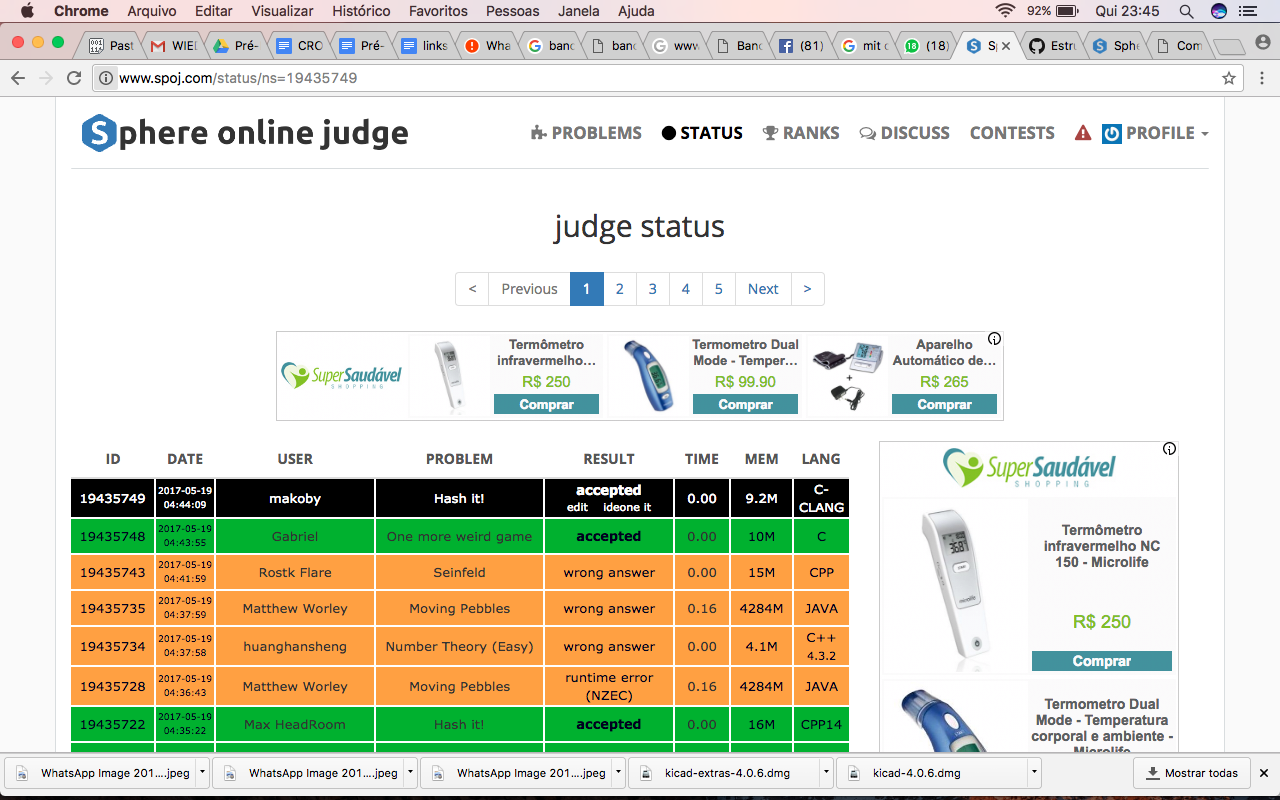 Chrome Arquivo Editar Visualizar Histórico Favoritos Pessoas Janela Ajuda 92% Qui 23:45
Past WIEI Pré- CRO Pré- links Wha banc banc www Banc (81) mit c (18) Sp Estru Sphe Com
www.spoj.com/status/ns=19435749
Sphere online judge PROBLEMS STATUS RANKS DISCUSS CONTESTS PROFILE
judge status
< Previous 1 2 3 4 5 Next >
SuperSaudável SHOPPING
Termômetro infravermelho...
R$ 250
Comprar
Termometro Dual Mode - Temper...
R$ 99.90
Comprar
Aparelho Automático de...
R$ 265
Comprar
ID DATE USER PROBLEM RESULT TIME MEM LANG
19435749 2017-05-19 04:44:09 makoby Hash it! accepted edit ideone it 0.00 9.2M C-CLANG
19435748 2017-05-19 04:43:55 Gabriel One more weird game accepted 0.00 10M C
19435743 2017-05-19 04:41:59 Rostk Flare Seinfeld wrong answer 0.00 15M CPP
19435735 2017-05-19 04:37:59 Matthew Worley Moving Pebbles wrong answer 0.16 4284M JAVA
19435734 2017-05-19 04:37:58 huanghansheng Number Theory (Easy) wrong answer 0.00 4.1M C++ 4.3.2
19435728 2017-05-19 04:36:43 Matthew Worley Moving Pebbles runtime error (NZEC) 0.16 4284M JAVA
19435722 2017-05-19 04:35:22 Max HeadRoom Hash it! accepted 0.00 16M CPP14
SuperSaudável
SHOPPING
Termômetro
infravermelho NC
150 - Microlife
R$ 250
Comprar
Termometro Dual
Mode - Temperatura
corporal e ambiente -
Microlife
WhatsApp Image 201....jpeg WhatsApp Image 201....jpeg WhatsApp Image 201....jpeg kicad-extras-4.0.6.dmg kicad-4.0.6.dmg Mostrar todas